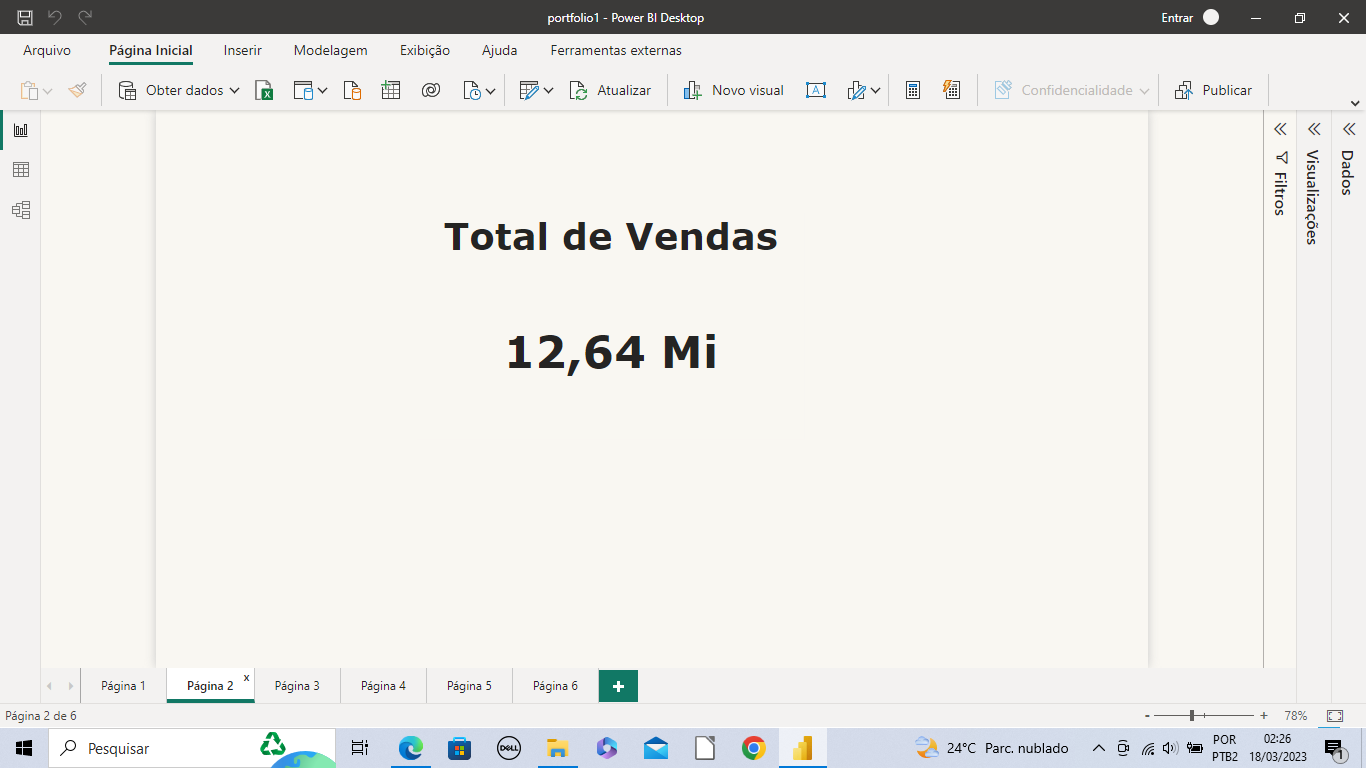 portfolio1 - Power BI Desktop
Entrar
Arquivo
Página Inicial
Inserir
Modelagem
Exibição
Ajuda
Ferramentas externas
Obter dados
Atualizar
Novo visual
Confidencialidade
Publicar
Total de Vendas
12,64 Mi
Filtros
Visualizações
Dados
Página 1
Página 2
x
Página 3
Página 4
Página 5
Página 6
+
Página 2 de 6
- + 78%
Pesquisar
DELL
24°C Parc. nublado
POR
PTB2
02:26
18/03/2023
1